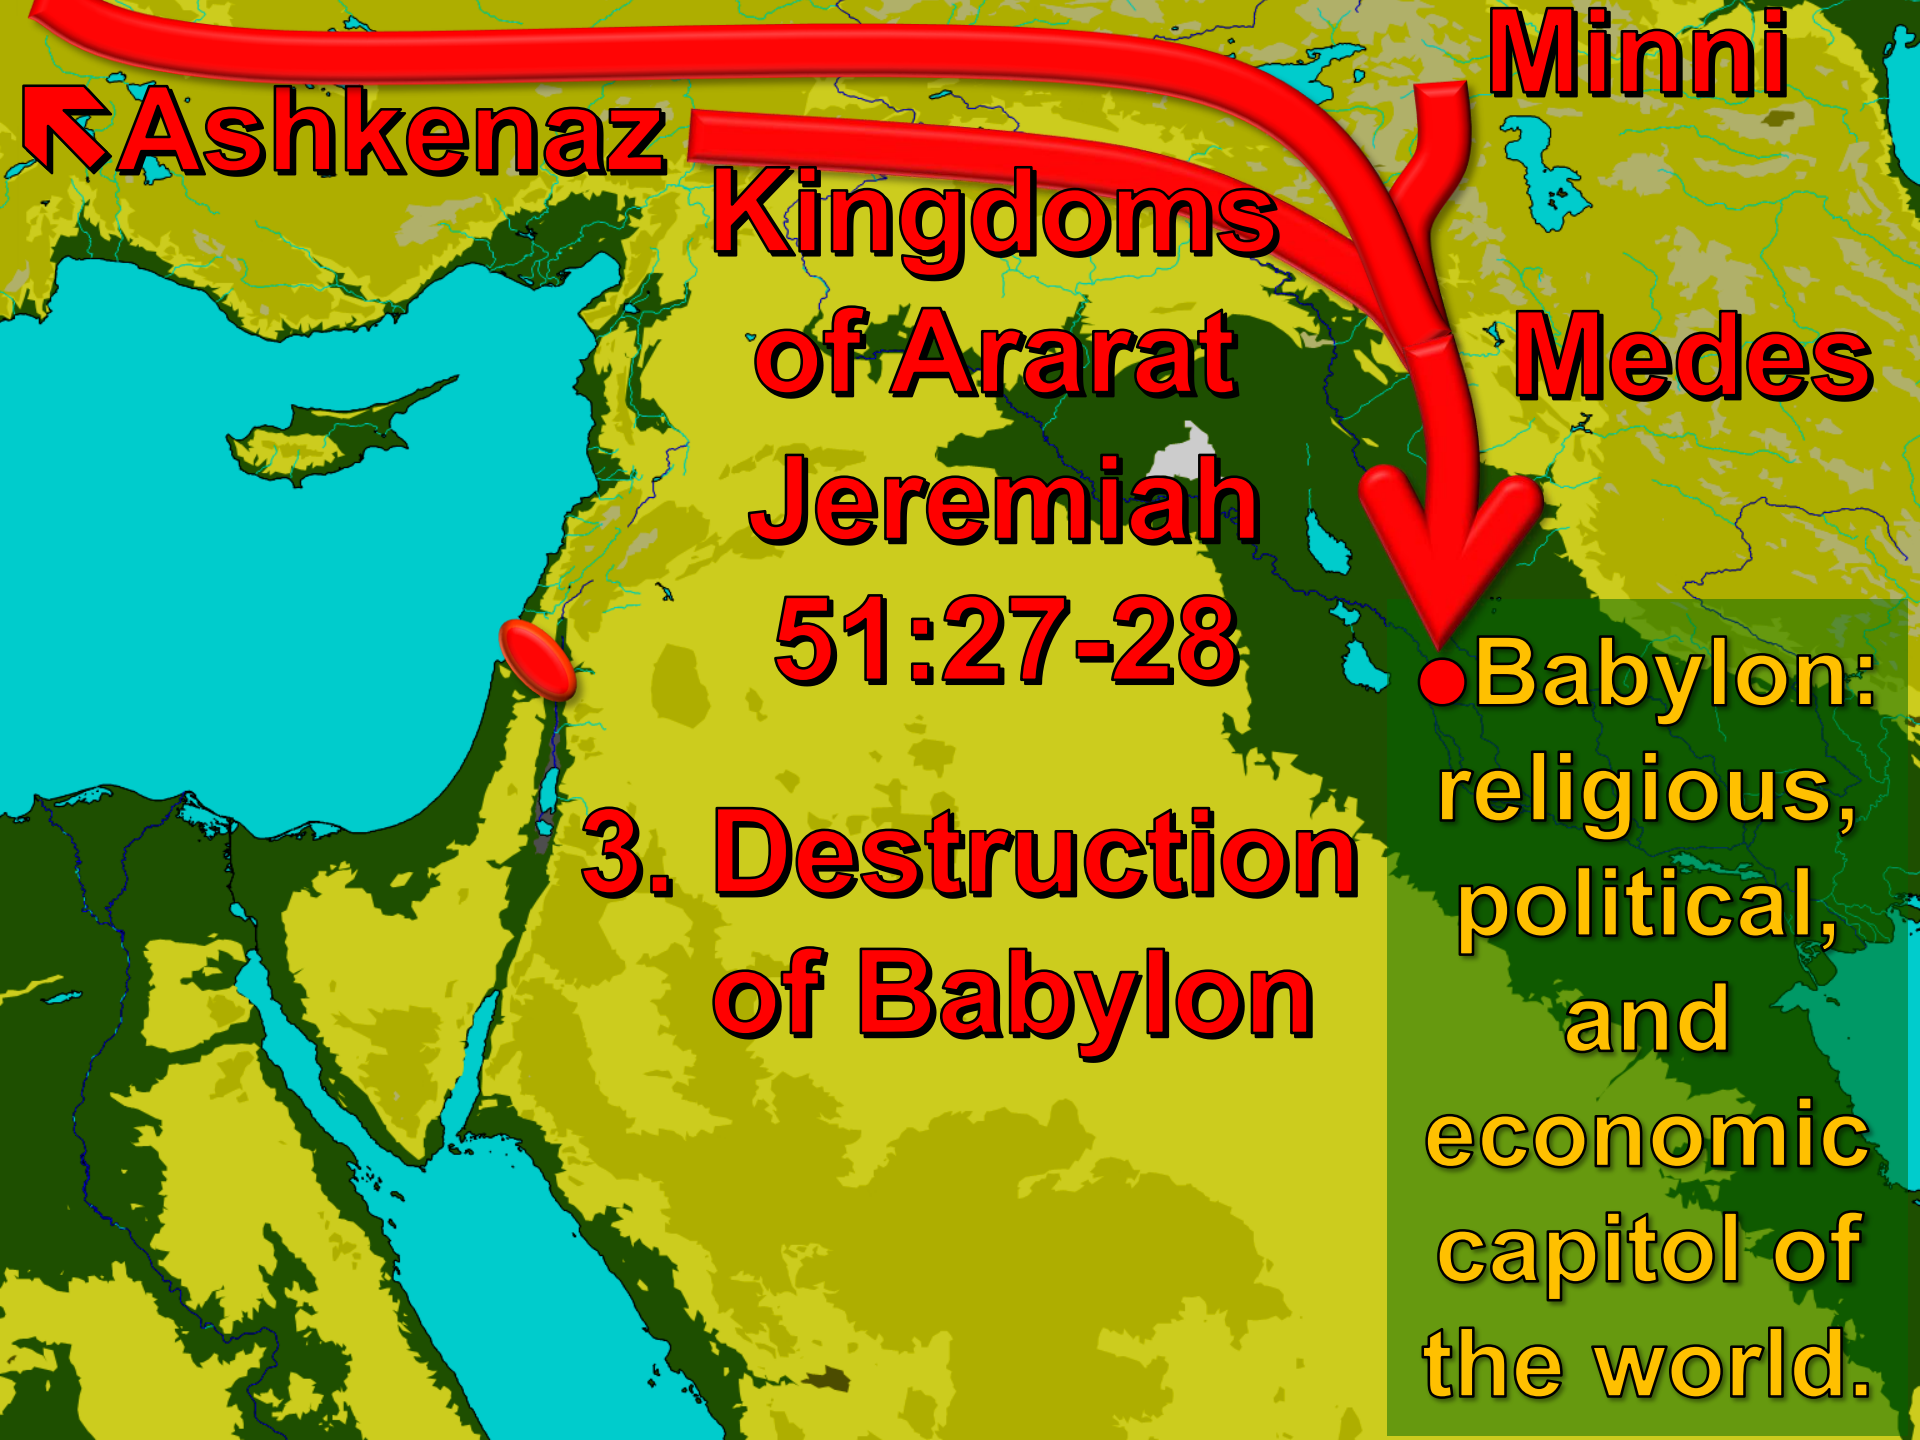 Minni
Ashkenaz
Kingdoms
of Ararat
Medes
Jeremiah
51:27-28
3. Destruction
of Babylon
Babylon:
religious,
political,
and
economic
capitol of
the world.